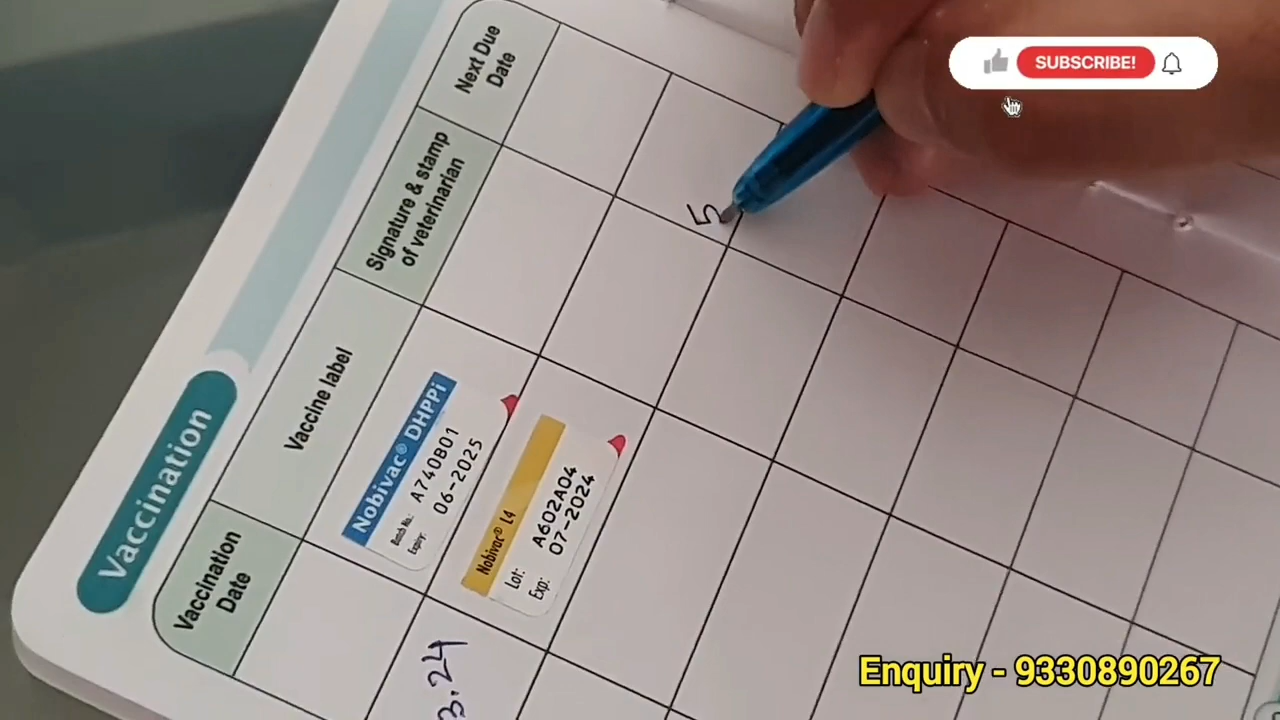 SUBSCRIBE!
Vaccination
Vaccination
Date
Vaccine label
Signature & stamp
of veterinarian
Next Due
Date
Nobivac® DHPPi
Batch No.: A740B01
Expiry: 06-2025
Nobivac® L4
Lot: A602A04
Exp: 07-2024
3.24
5
Enquiry - 9330890267